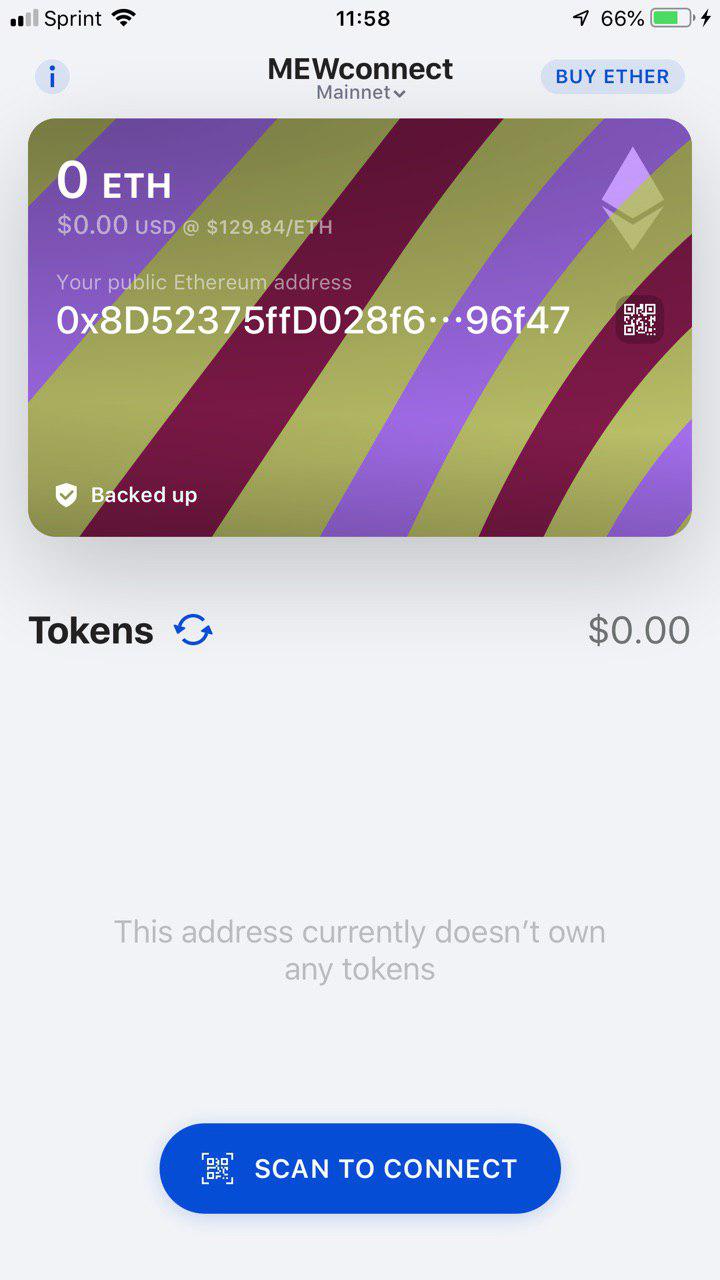 Sprint 11:58 66%
MEWconnect
Mainnet
BUY ETHER
0 ETH
$0.00 USD @ $129.84/ETH
Your public Ethereum address
0x8D52375ffD028f6···96f47
Backed up
Tokens $0.00
This address currently doesn’t own
any tokens
SCAN TO CONNECT